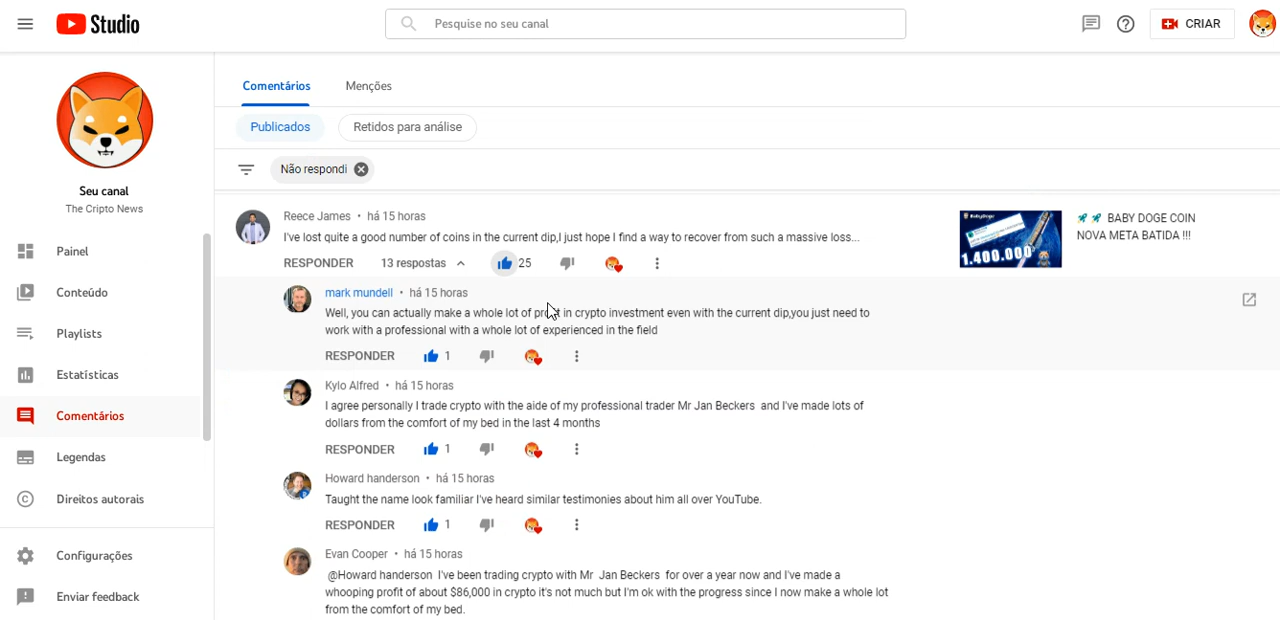 Studio
Pesquise no seu canal
CRIAR
Seu canal
The Cripto News
Painel
Conteúdo
Playlists
Estatísticas
Comentários
Legendas
Direitos autorais
Configurações
Enviar feedback
Comentários Menções
Publicados Retidos para análise
Não respondi
Reece James • há 15 horas
I've lost quite a good number of coins in the current dip,I just hope I find a way to recover from such a massive loss...
RESPONDER 13 respostas 25
BABY DOGE COIN
NOVA META BATIDA !!!
BabyDoge
1.400.000
mark mundell • há 15 horas
Well, you can actually make a whole lot of profit in crypto investment even with the current dip,you just need to
work with a professional with a whole lot of experienced in the field
RESPONDER 1
Kylo Alfred • há 15 horas
I agree personally I trade crypto with the aide of my professional trader Mr Jan Beckers and I've made lots of
dollars from the comfort of my bed in the last 4 months
RESPONDER 1
Howard handerson • há 15 horas
Taught the name look familiar I've heard similar testimonies about him all over YouTube.
RESPONDER 1
Evan Cooper • há 15 horas
@Howard handerson I've been trading crypto with Mr Jan Beckers for over a year now and I've made a
whooping profit of about $86,000 in crypto it's not much but I'm ok with the progress since I now make a whole lot
from the comfort of my bed.